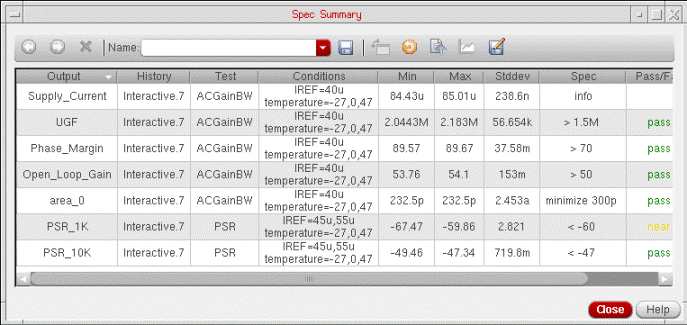 Spec Summary
Name:
Output History Test Conditions Min Max Stddev Spec Pass/F
Supply_Current Interactive.7 ACGainBW IREF=40u temperature=-27,0,47 84.43u 85.01u 238.6n info
UGF Interactive.7 ACGainBW IREF=40u temperature=-27,0,47 2.0443M 2.183M 56.654k > 1.5M pass
Phase_Margin Interactive.7 ACGainBW IREF=40u temperature=-27,0,47 89.57 89.67 37.58m > 70 pass
Open_Loop_Gain Interactive.7 ACGainBW IREF=40u temperature=-27,0,47 53.76 54.1 153m > 50 pass
area_0 Interactive.7 ACGainBW IREF=40u temperature=-27,0,47 232.5p 232.5p 2.453a minimize 300p pass
PSR_1K Interactive.7 PSR IREF=45u,55u temperature=-27,0,47 -67.47 -59.86 2.821 < -60 near
PSR_10K Interactive.7 PSR IREF=45u,55u temperature=-27,0,47 -49.46 -47.34 719.8m < -47 pass
Close Help